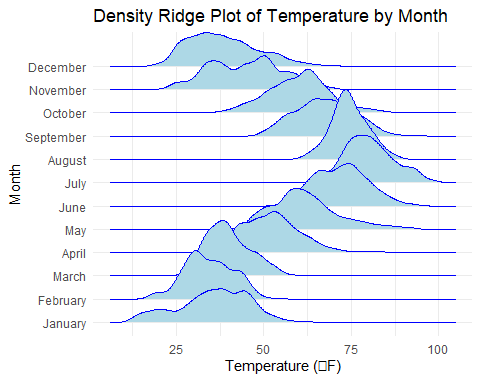 Density Ridge Plot of Temperature by Month
December
November
October
September
August
July
June
May
April
March
February
January
Month
25 50 75 100
Temperature (▯F)